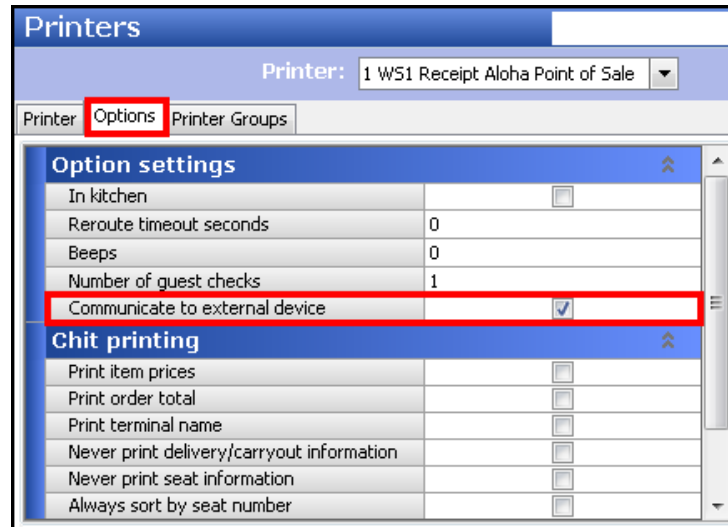 Printers
Printer: 1 WS1 Receipt Aloha Point of Sale
Printer Options Printer Groups
Option settings
In kitchen
Reroute timeout seconds 0
Beeps 0
Number of guest checks 1
Communicate to external device
Chit printing
Print item prices
Print order total
Print terminal name
Never print delivery/carryout information
Never print seat information
Always sort by seat number